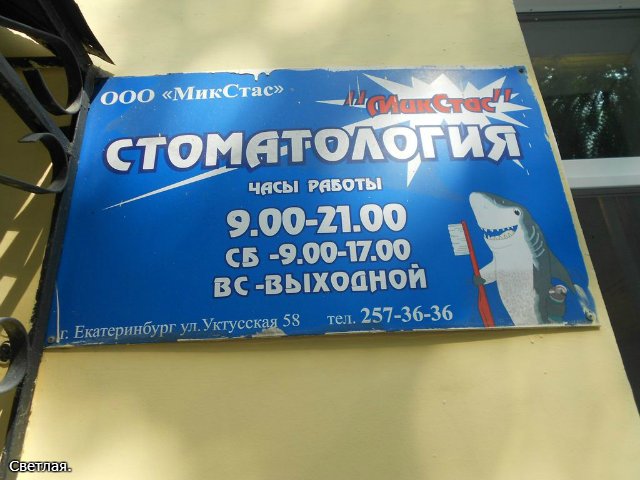 ООО «МикСтас»
"МикСтас"
СТОМАТОЛОГИЯ
ЧАСЫ РАБОТЫ
9.00-21.00
СБ -9.00-17.00
ВС-ВЫХОДНОЙ
г. Екатеринбург ул.Уктусская 58 тел. 257-36-36
Светлая.